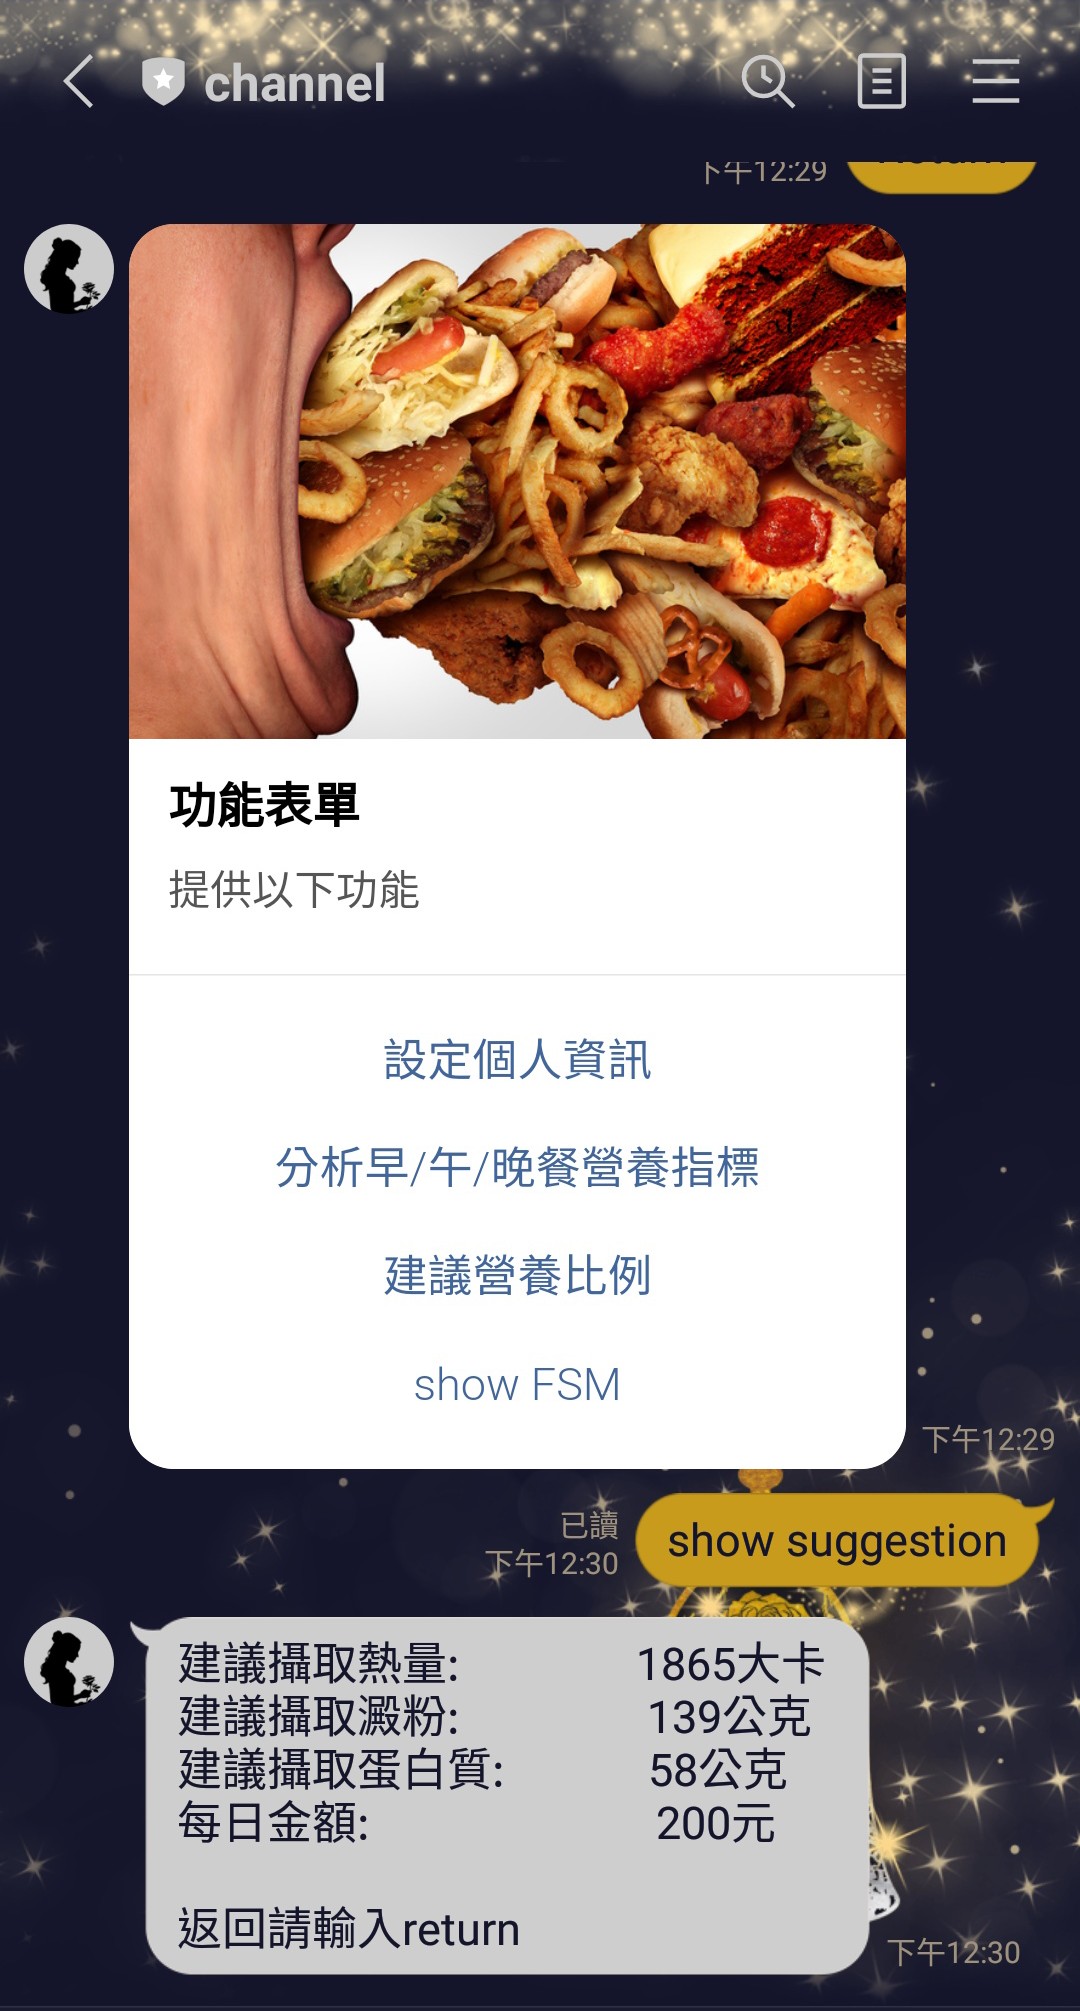 channel
下午12:29
功能表單
提供以下功能
設定個人資訊
分析早/午/晚餐營養指標
建議營養比例
show FSM
下午12:29
已讀
下午12:30
show suggestion
建議攝取熱量: 1865大卡
建議攝取澱粉: 139公克
建議攝取蛋白質: 58公克
每日金額: 200元
返回請輸入return
下午12:30